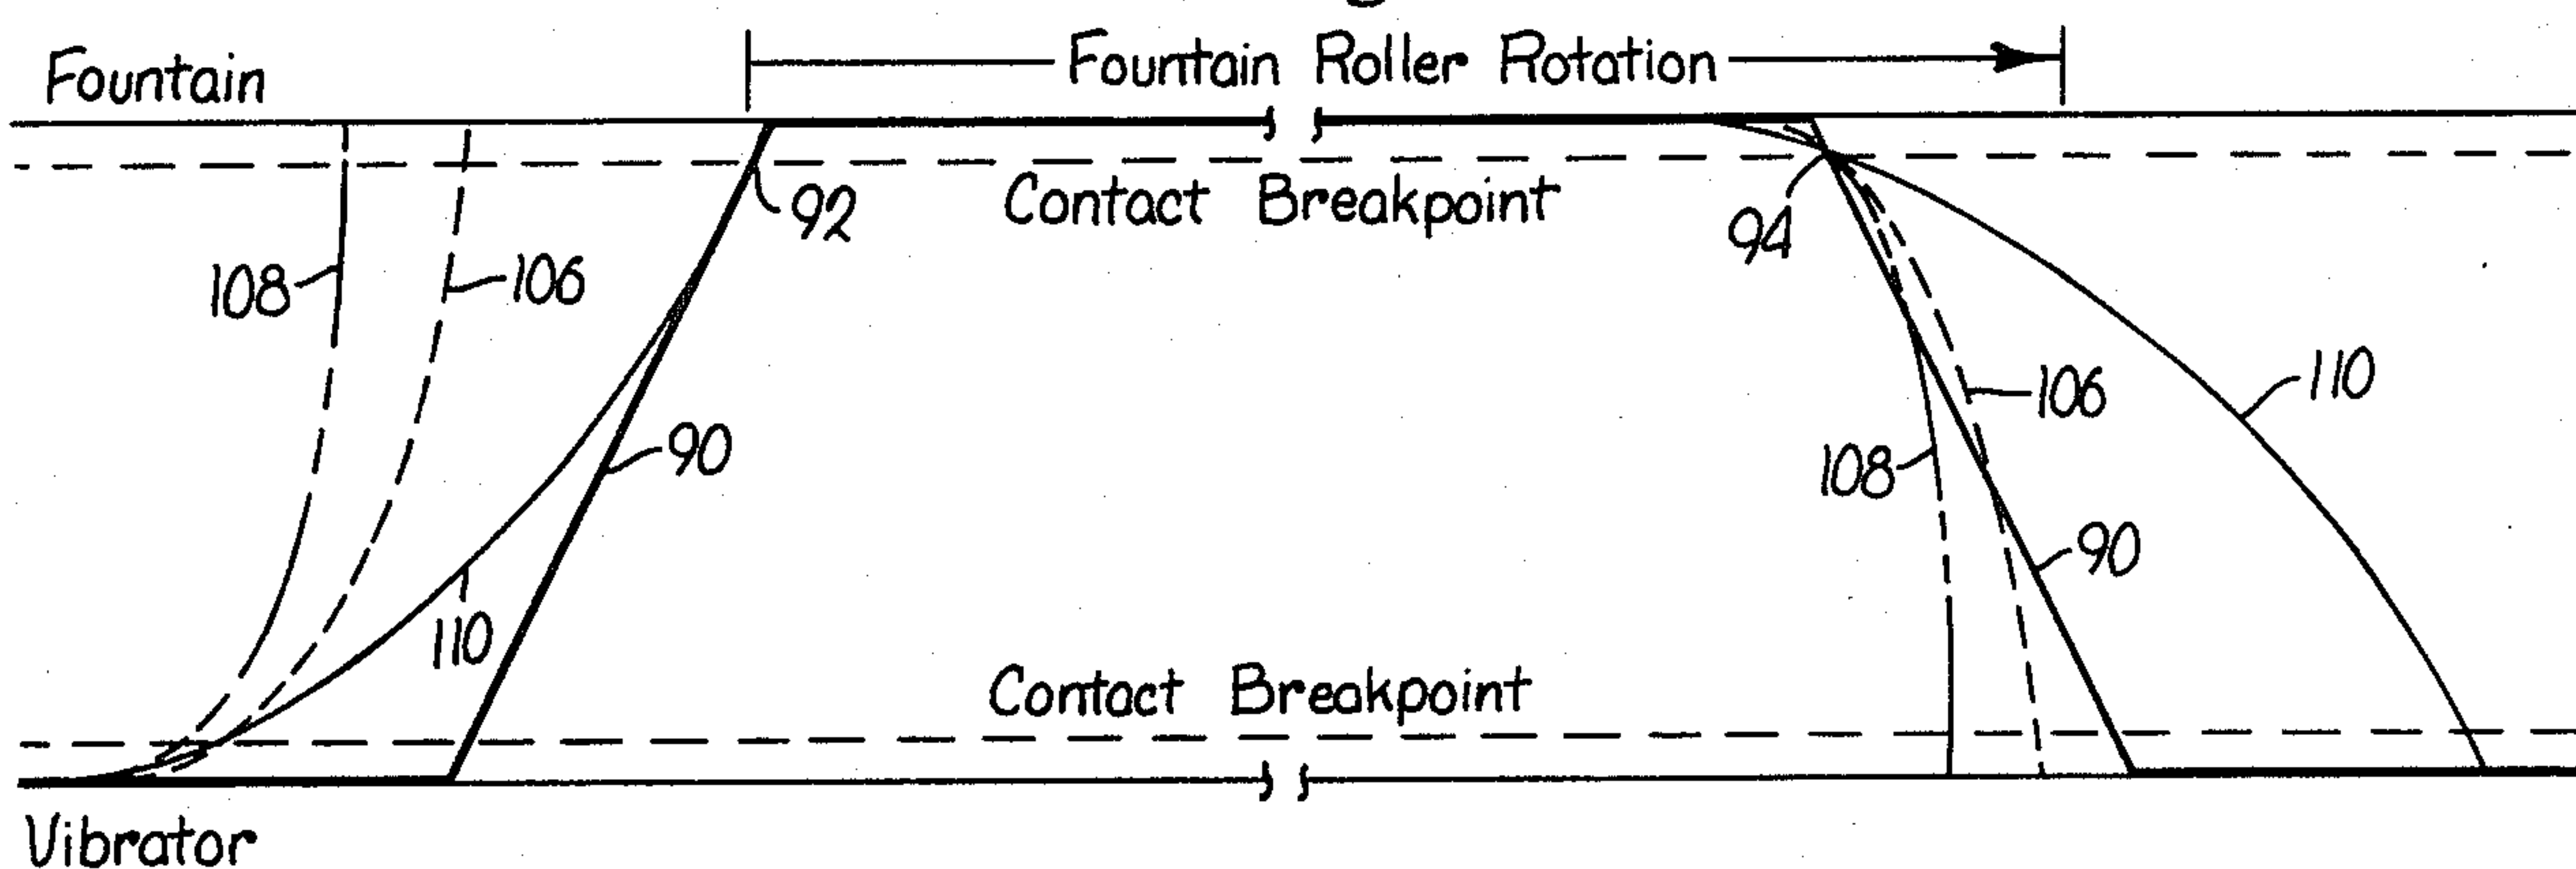 Fountain
Fountain Roller Rotation
92
Contact Breakpoint
94
108
106
110
106
90
108
110
90
Contact Breakpoint
Vibrator